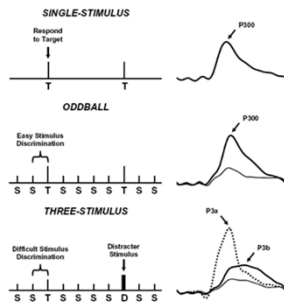 SINGLE-STIMULUS
Respond
to Target
P300
T T
ODDBALL
Easy Stimulus
Discrimination
P300
S S T S S S S T S S
THREE-STIMULUS
Difficult Stimulus
Discrimination
Distracter
Stimulus
P3a
P3b
S S T S S S S D S S